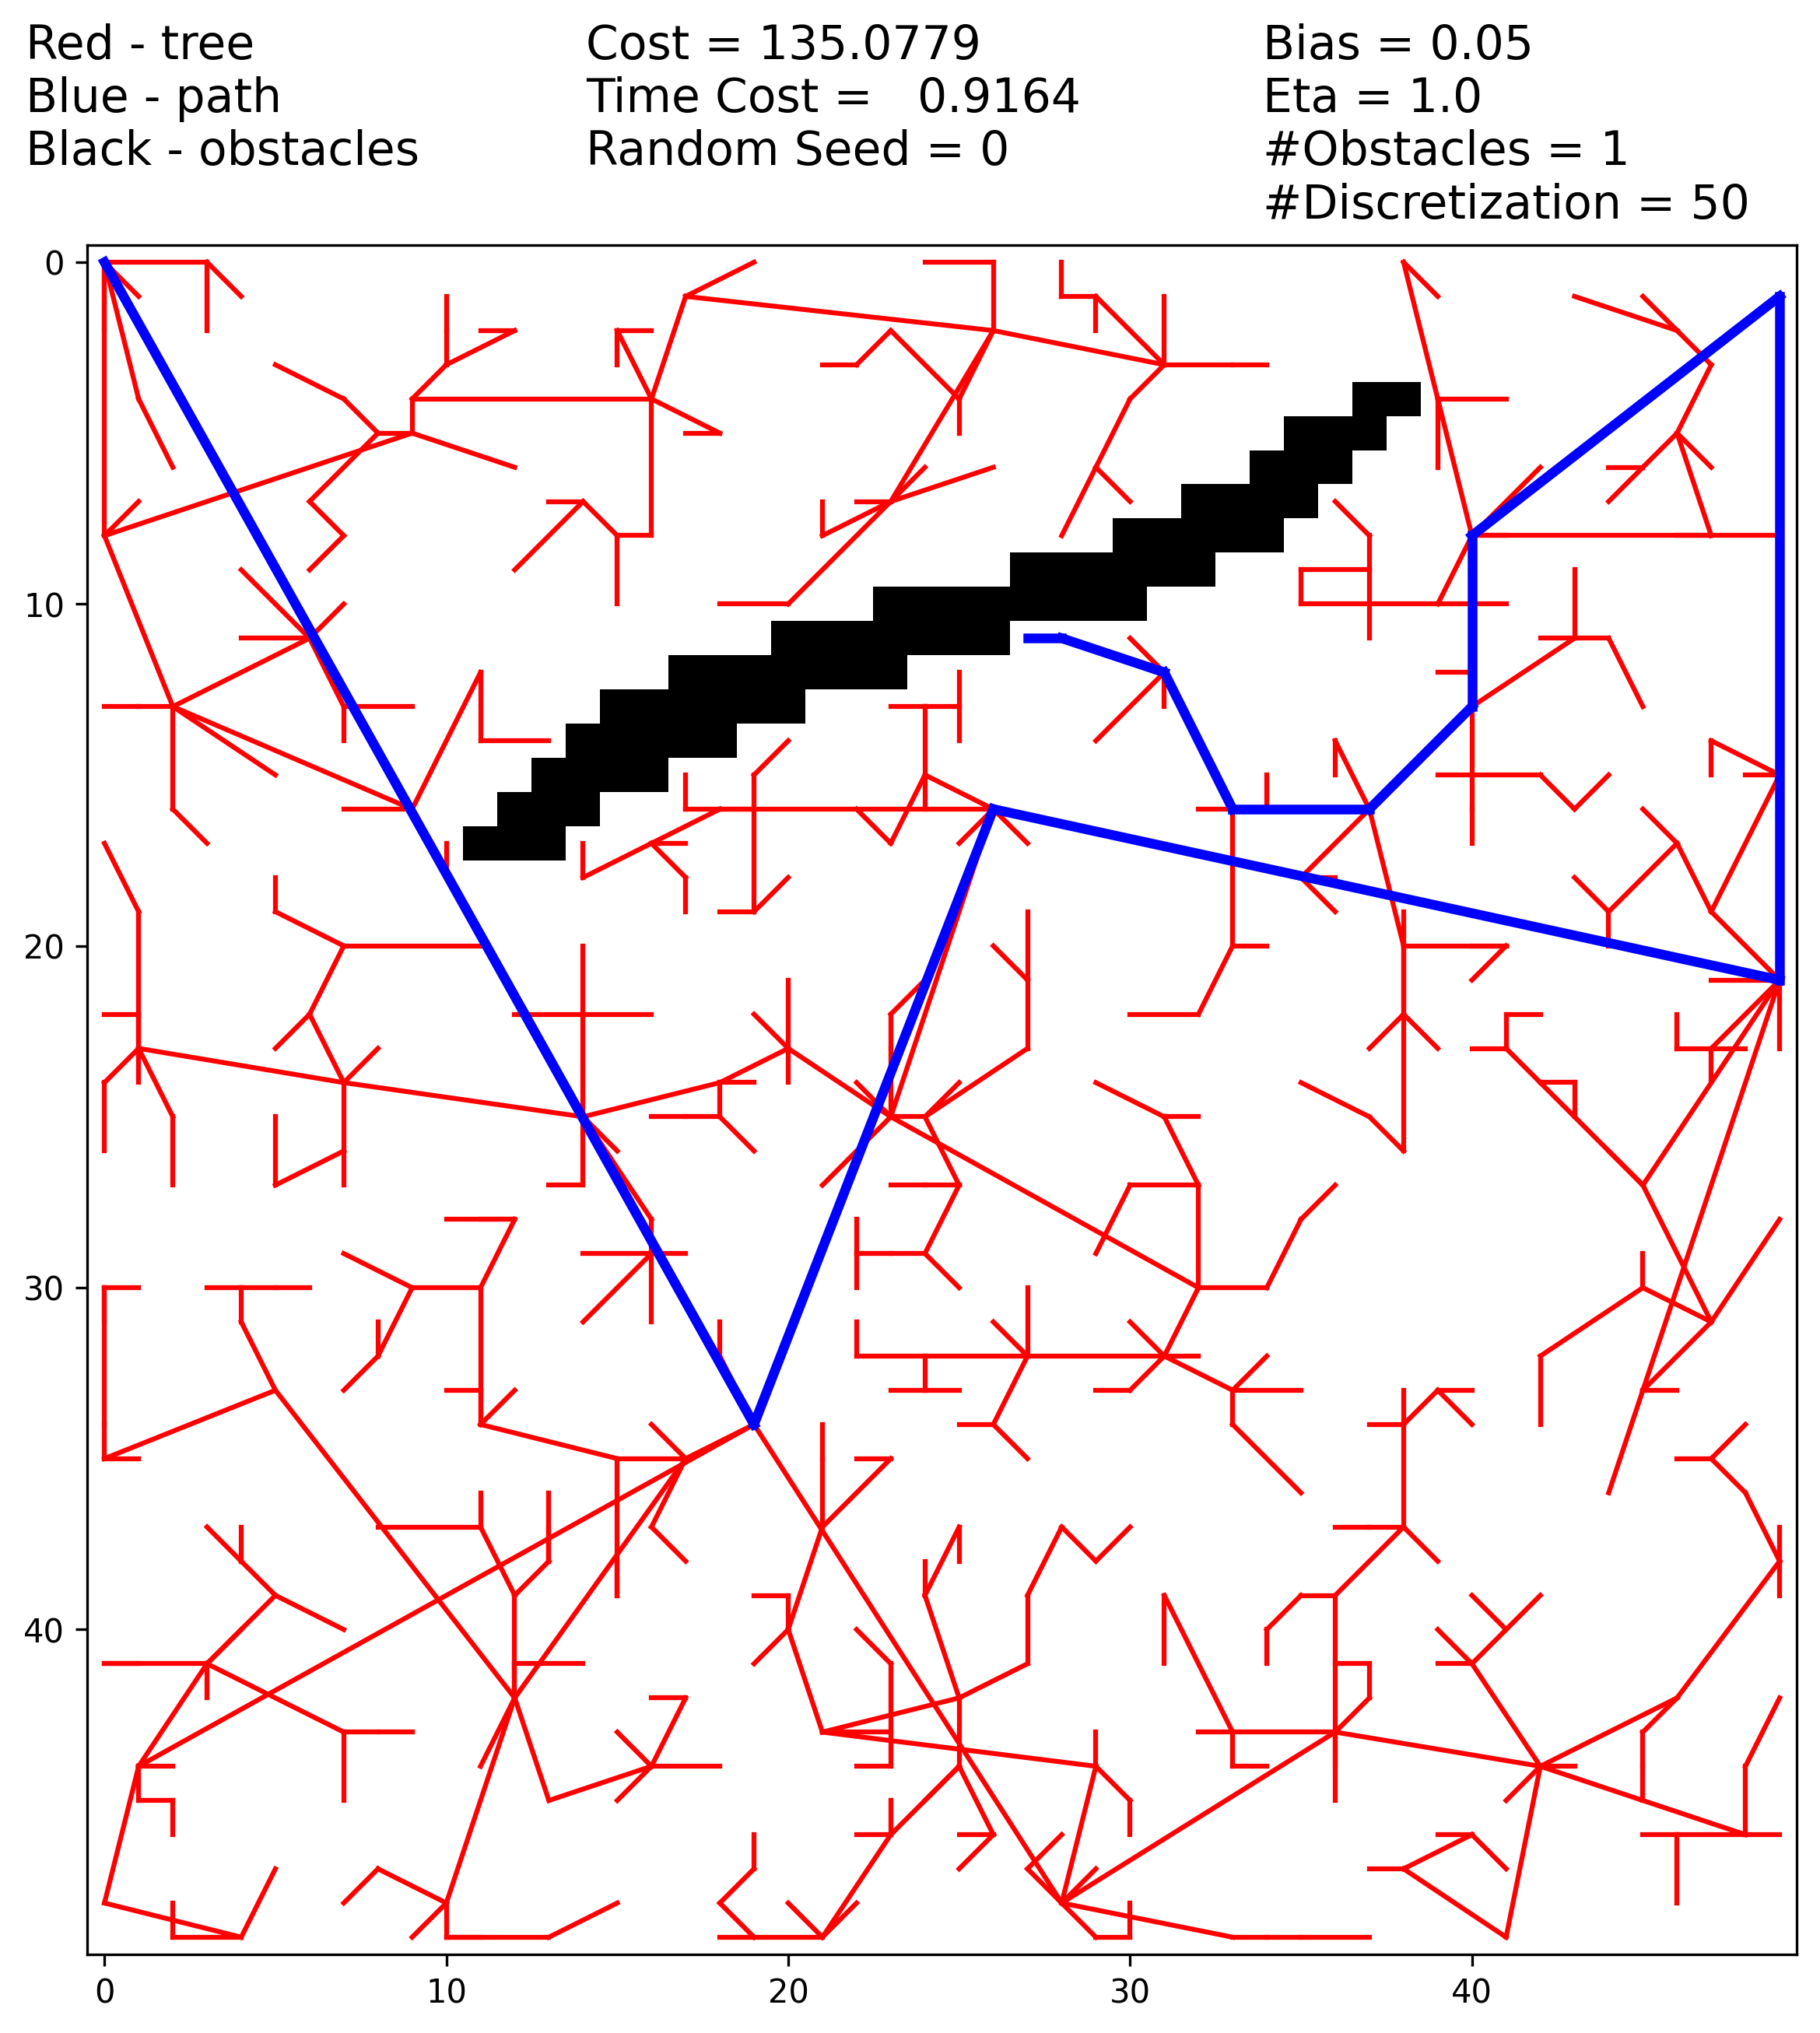 Red - tree
Blue - path
Black - obstacles
Cost = 135.0779
Time Cost =   0.9164
Random Seed = 0
Bias = 0.05
Eta = 1.0
#Obstacles = 1
#Discretization = 50
0
10
20
30
40
0
10
20
30
40